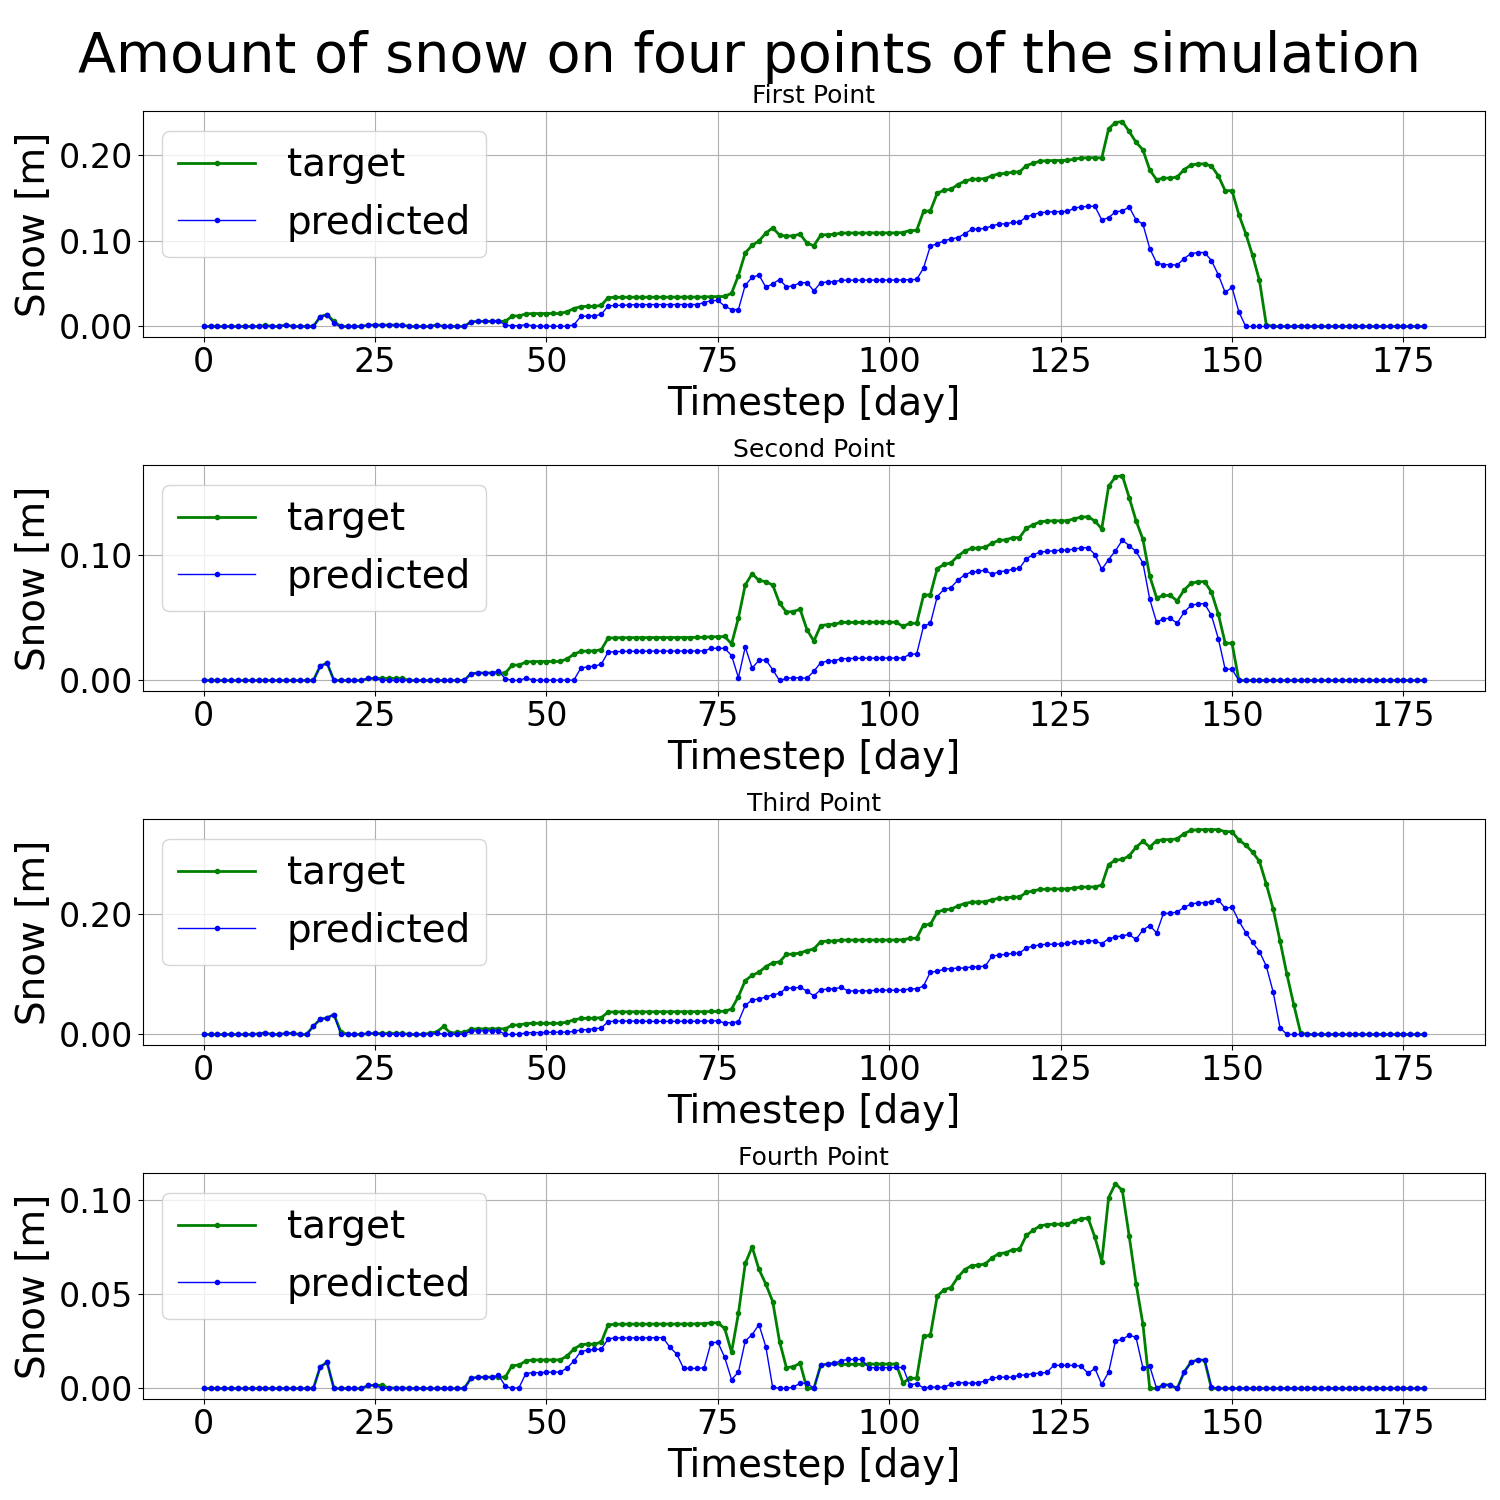 Amount of snow on four points of the simulation
First Point
Snow [m]
0.20
0.10
0.00
target
predicted
0 25 50 75 100 125 150 175
Timestep [day]
Second Point
Snow [m]
0.10
0.00
target
predicted
0 25 50 75 100 125 150 175
Timestep [day]
Third Point
Snow [m]
0.20
0.00
target
predicted
0 25 50 75 100 125 150 175
Timestep [day]
Fourth Point
Snow [m]
0.10
0.05
0.00
target
predicted
0 25 50 75 100 125 150 175
Timestep [day]